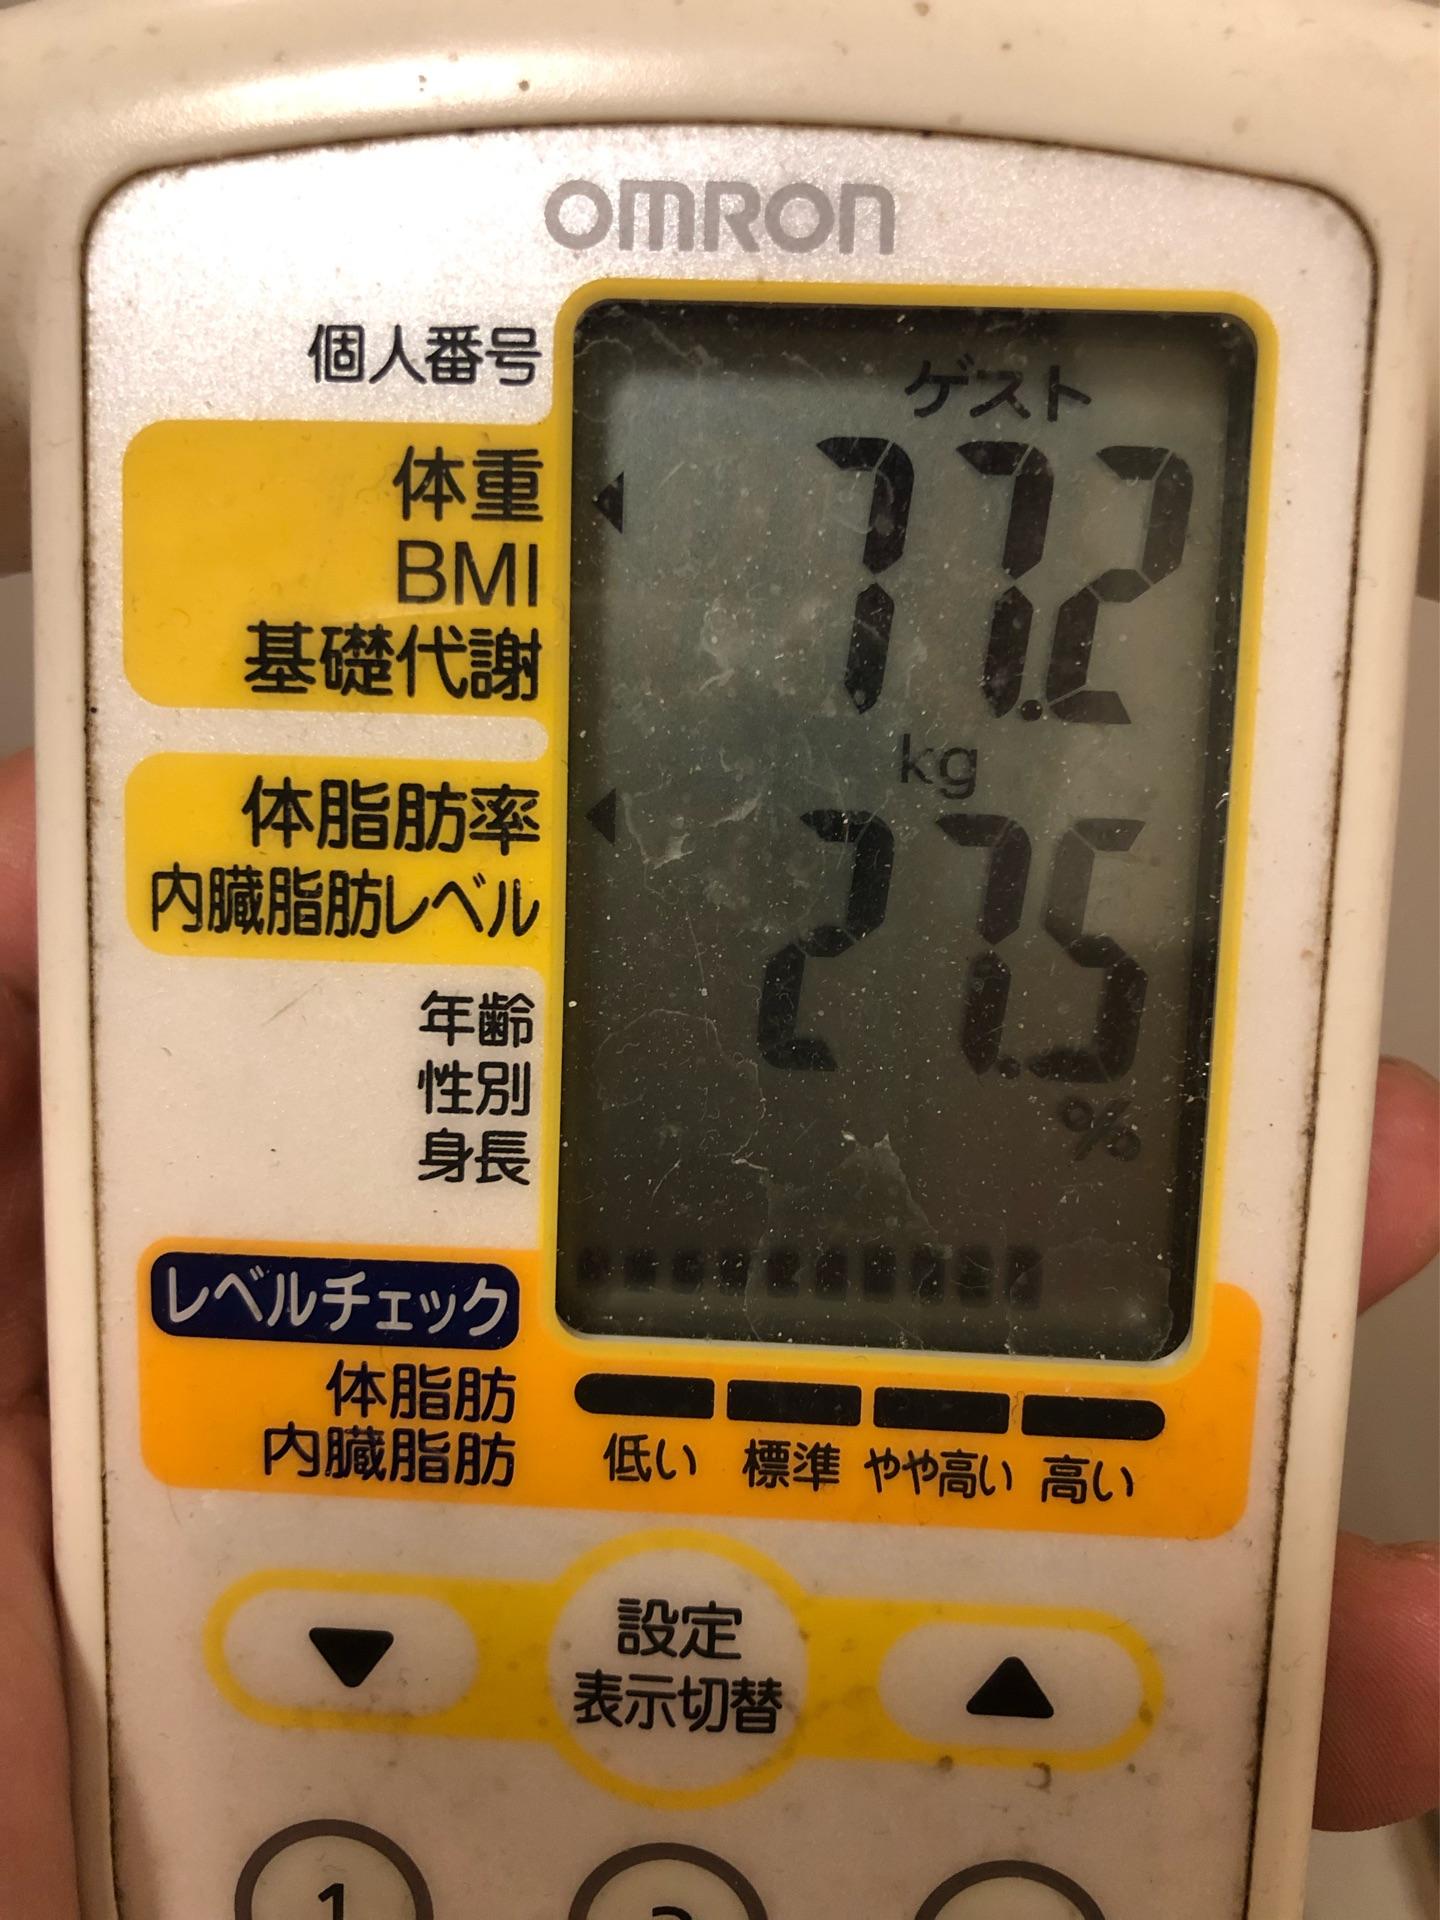 OMRON
個人番号
ゲスト
体重
77.2
kg
BMI
基礎代謝
体脂肪率
27.5
%
内臓脂肪レベル
年齢
性別
身長
レベルチェック
体脂肪
内臓脂肪
低い 標準 やや高い 高い
▼ 設定 ▲
表示切替
1